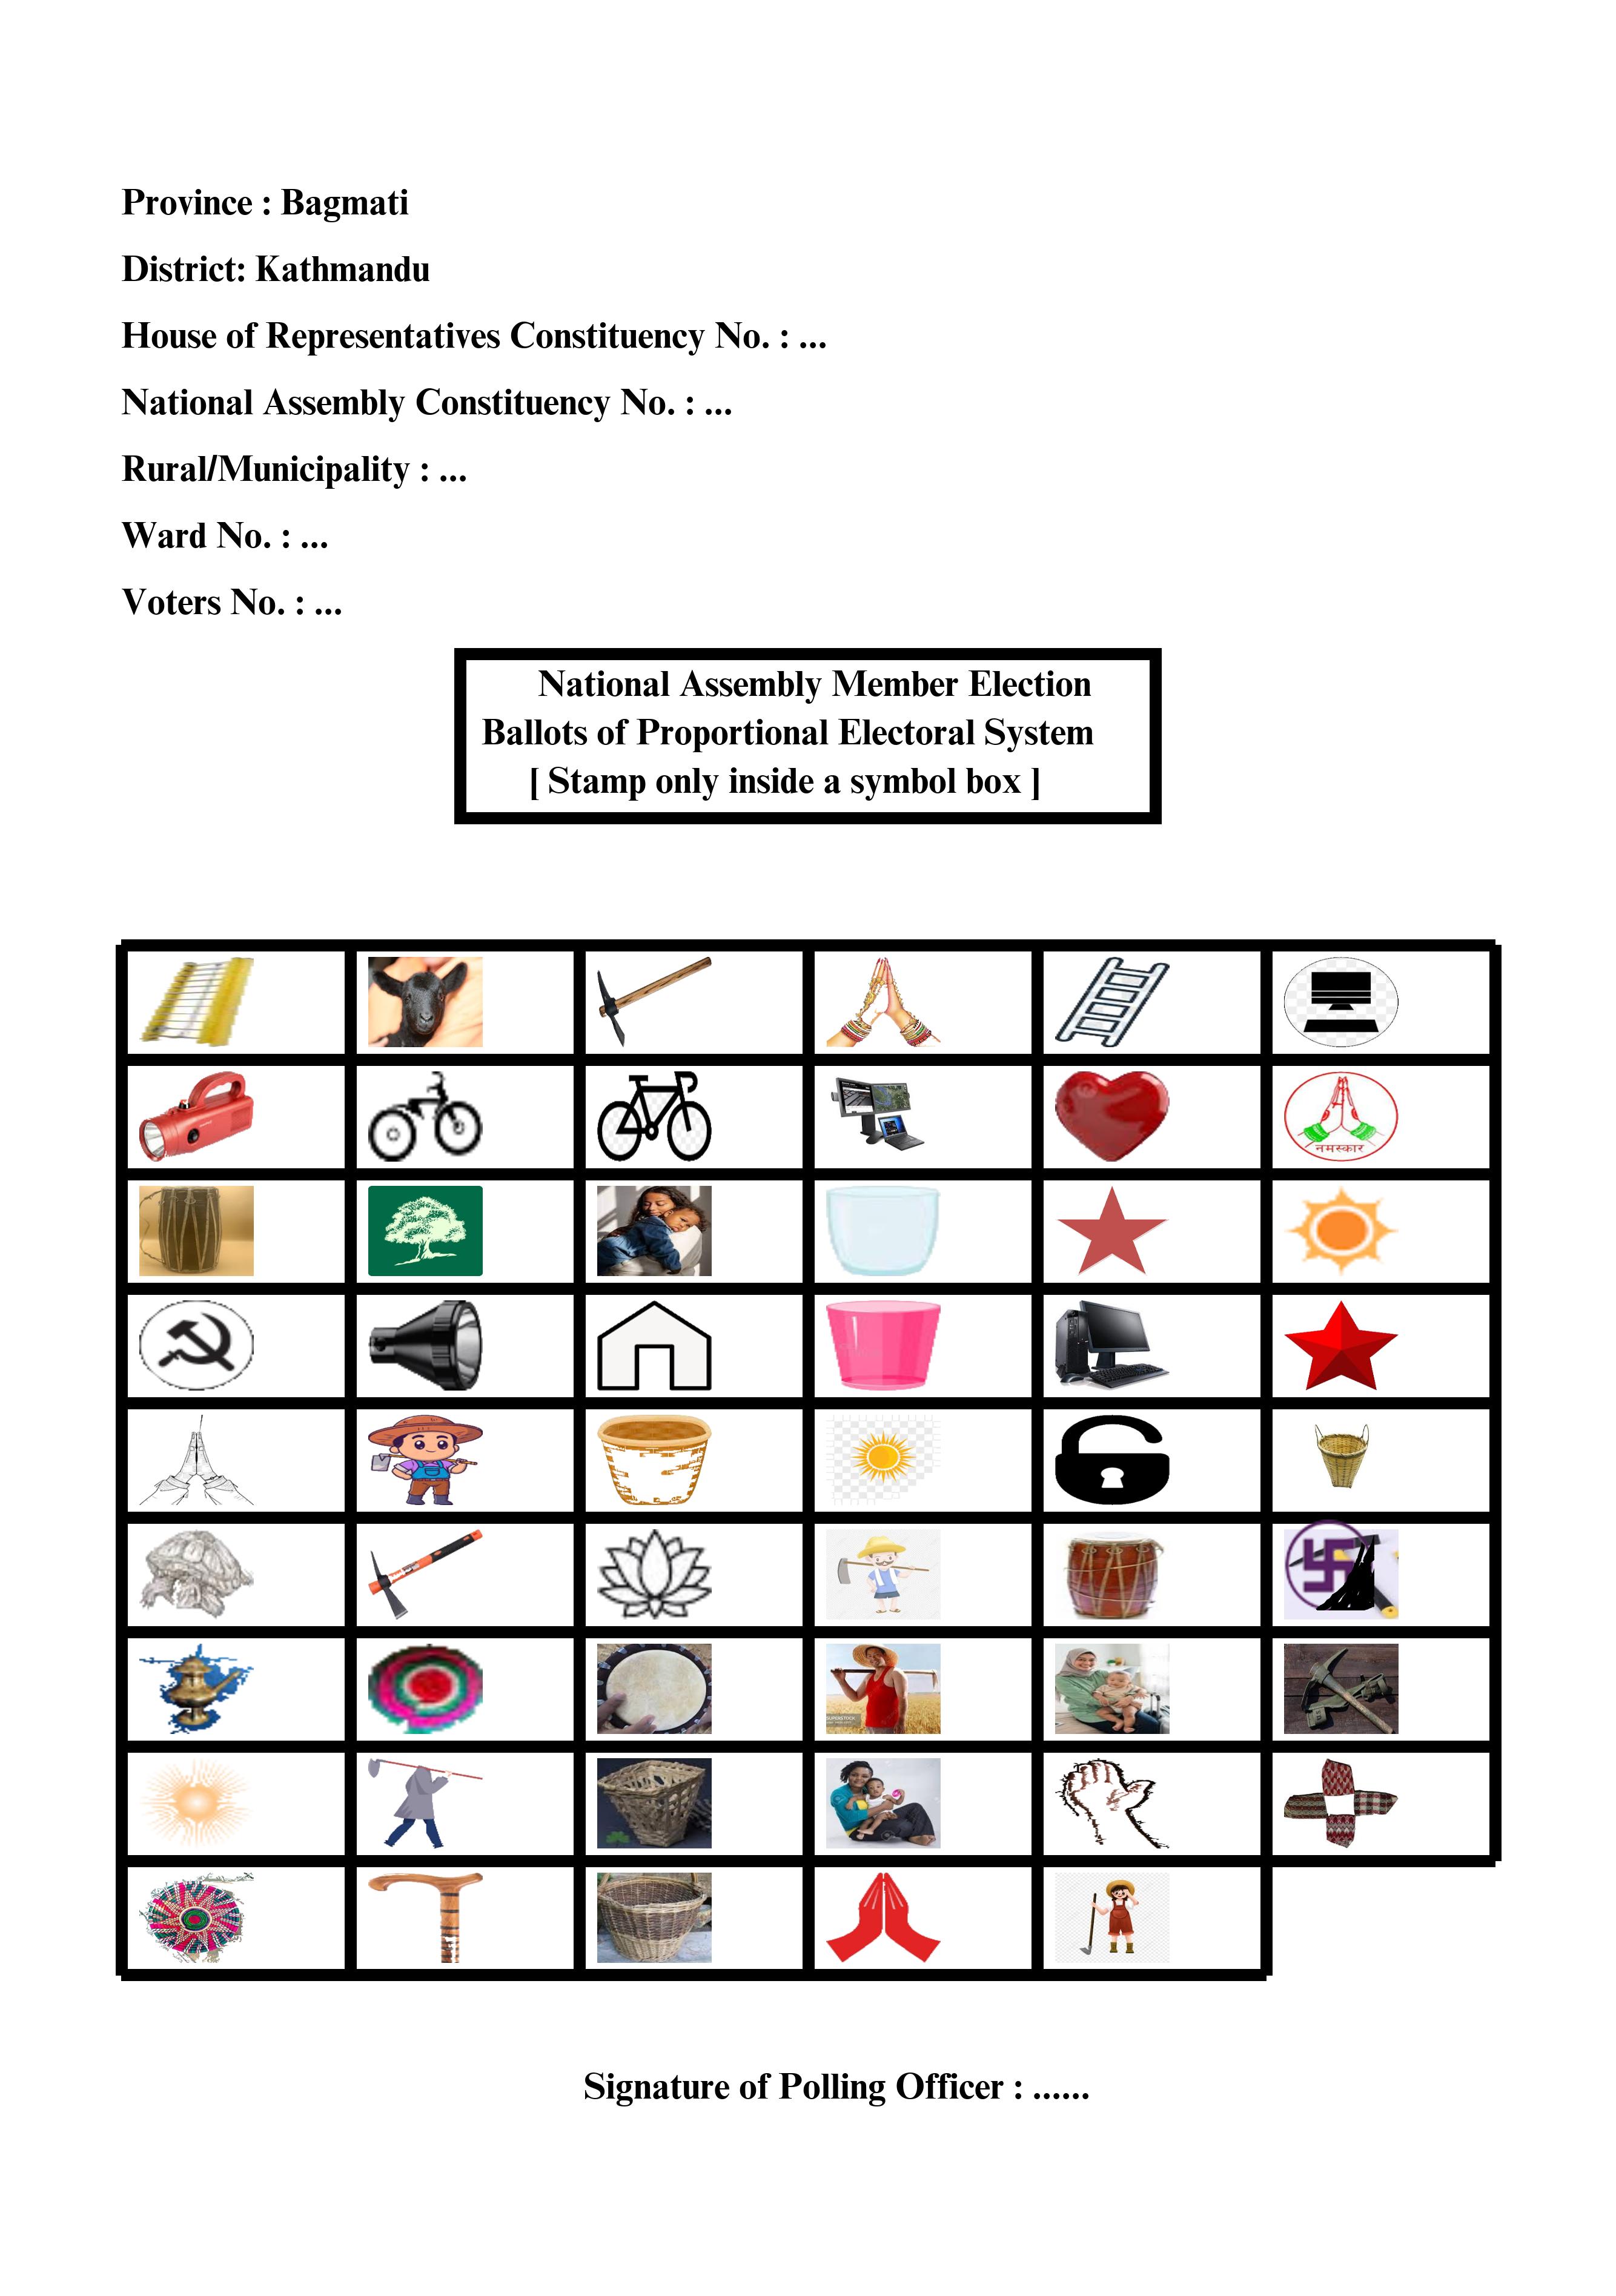 Province : Bagmati
District: Kathmandu
House of Representatives Constituency No. : ...
National Assembly Constituency No. : ...
Rural/Municipality : ...
Ward No. : ...
Voters No. : ...
National Assembly Member Election
Ballots of Proportional Electoral System
[ Stamp only inside a symbol box ]
नमस्कार
Signature of Polling Officer : ......